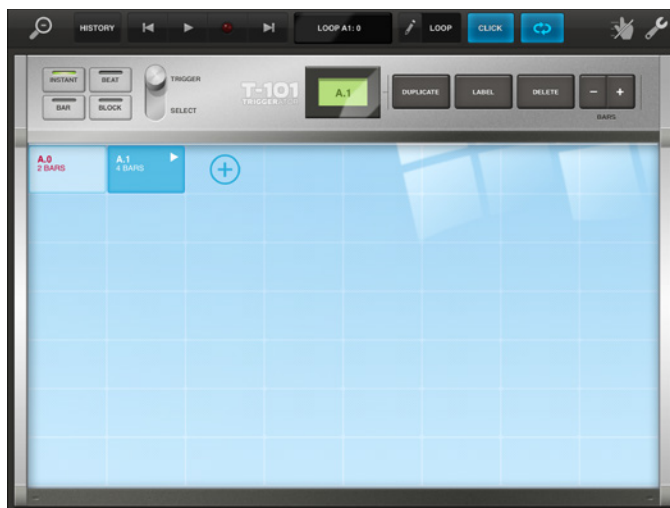 HISTORY
LOOP A1: 0
LOOP
CLICK
INSTANT
BEAT
BAR
BLOCK
TRIGGER
SELECT
T-101
TRIGGERATOR
A.1
DUPLICATE
LABEL
DELETE
- +
BARS
A.0
2 BARS
A.1
4 BARS